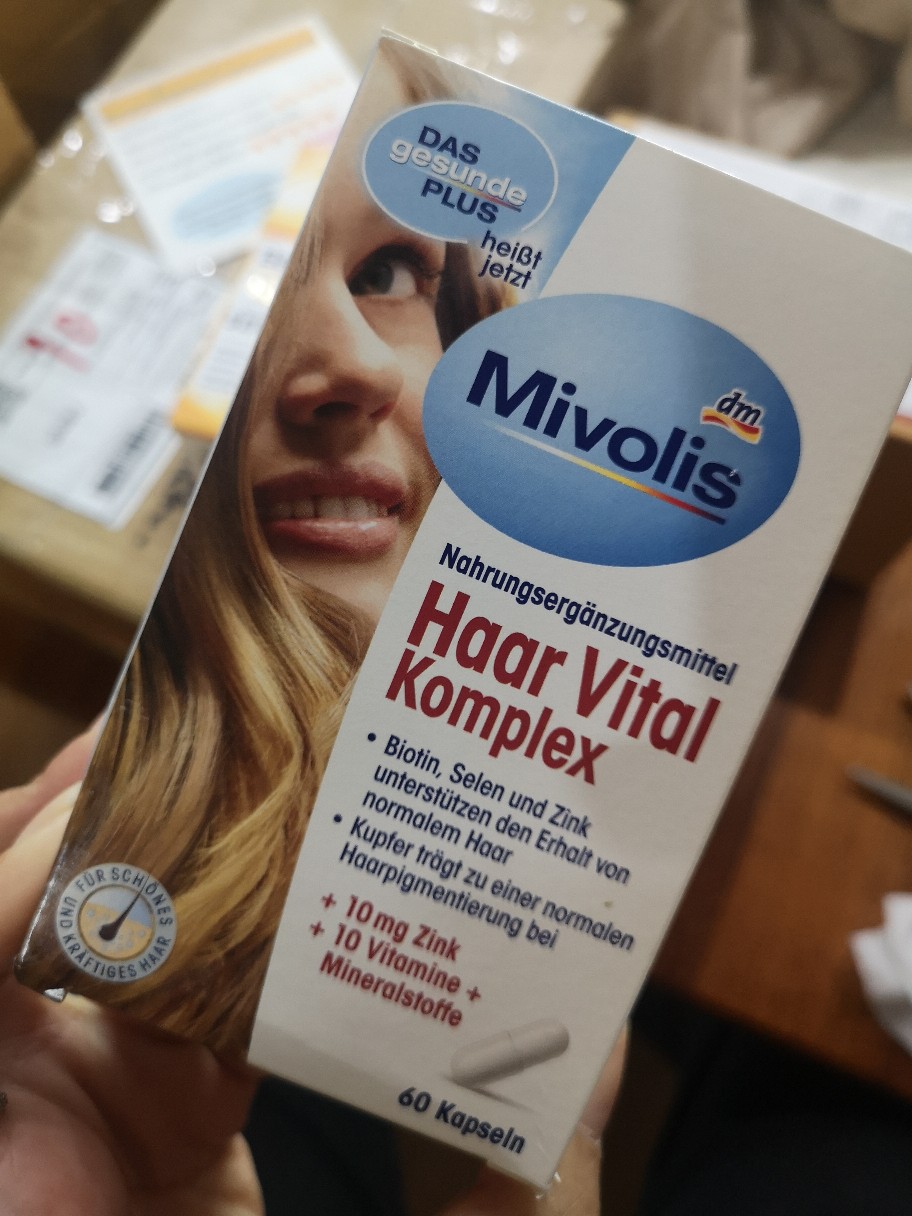 DAS
gesunde
PLUS
heißt
jetzt
Mivolis
dm
Nahrungsergänzungsmittel
Haar Vital
Komplex
• Biotin, Selen und Zink
unterstützen den Erhalt von
normalem Haar
• Kupfer trägt zu einer normalen
Haarpigmentierung bei
+ 10 mg Zink
+ 10 Vitamine +
Mineralstoffe
FÜR SCHÖNES
UND KRÄFTIGES HAAR
60 Kapseln